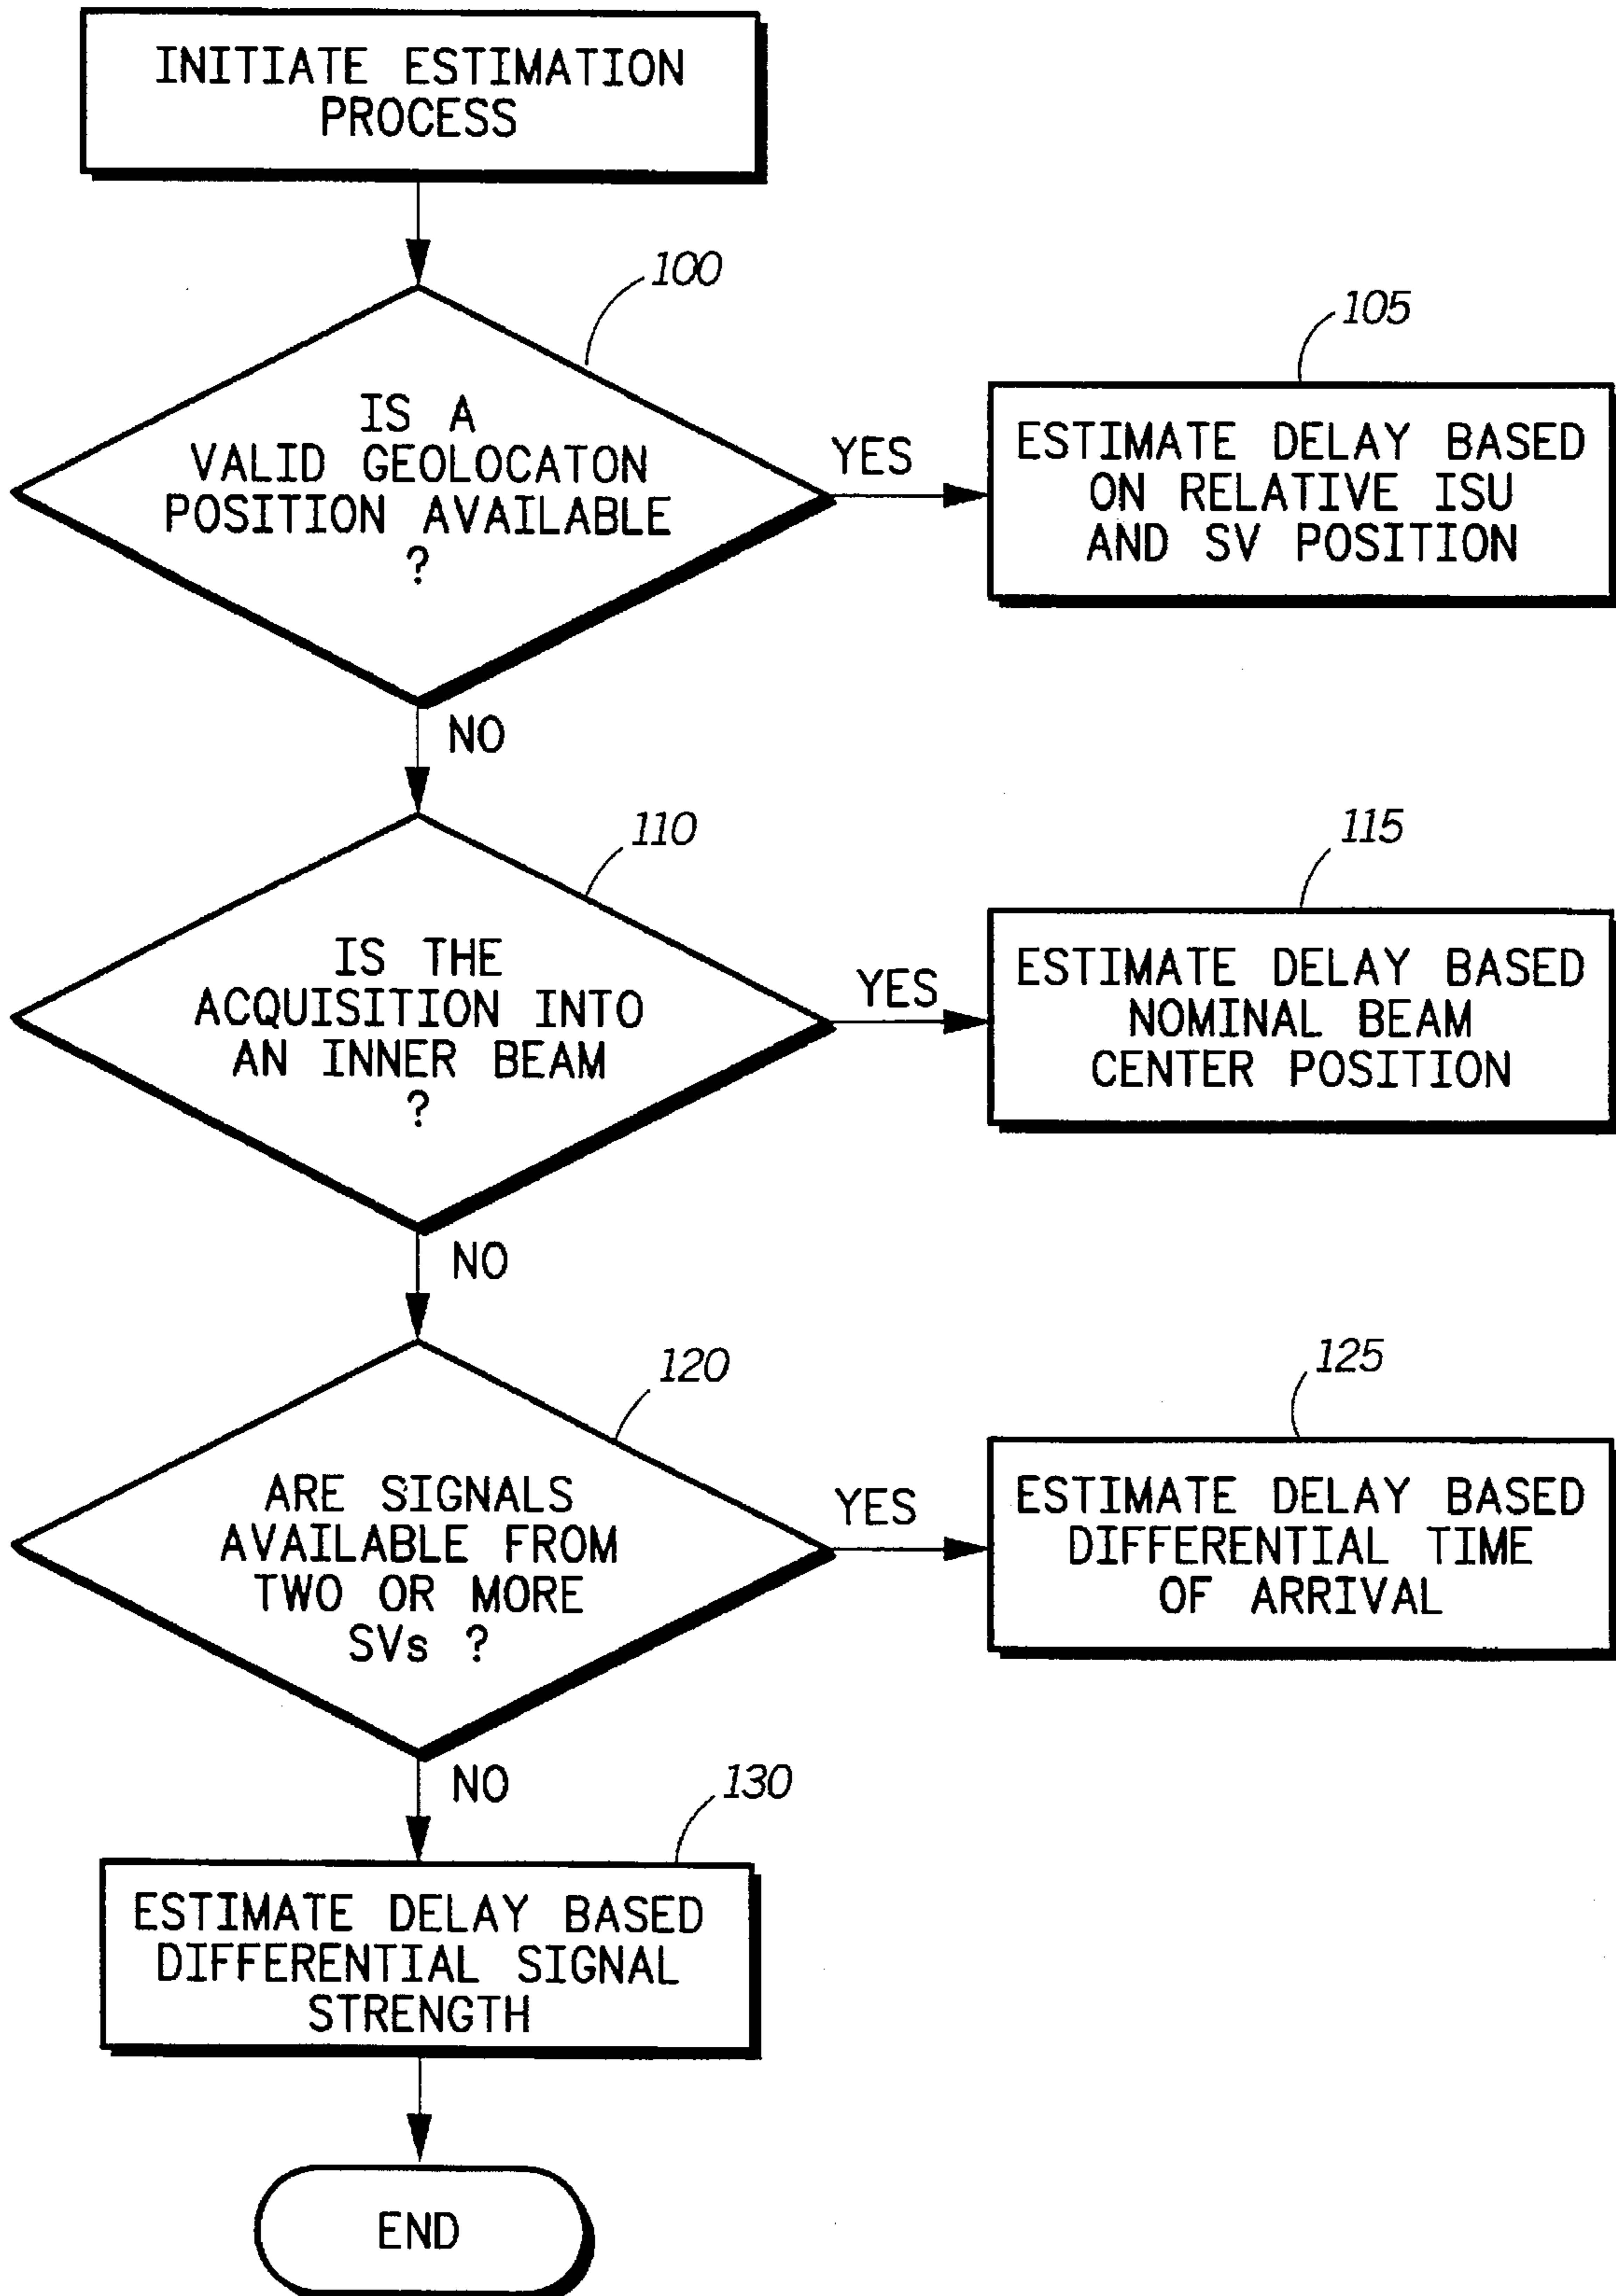 INITIATE ESTIMATION
PROCESS
100
IS A
VALID GEOLOCATON
POSITION AVAILABLE
?
YES
105
ESTIMATE DELAY BASED
ON RELATIVE ISU
AND SV POSITION
NO
110
IS THE
ACQUISITION INTO
AN INNER BEAM
?
YES
115
ESTIMATE DELAY BASED
NOMINAL BEAM
CENTER POSITION
NO
120
ARE SIGNALS
AVAILABLE FROM
TWO OR MORE
SVs ?
YES
125
ESTIMATE DELAY BASED
DIFFERENTIAL TIME
OF ARRIVAL
NO
130
ESTIMATE DELAY BASED
DIFFERENTIAL SIGNAL
STRENGTH
END